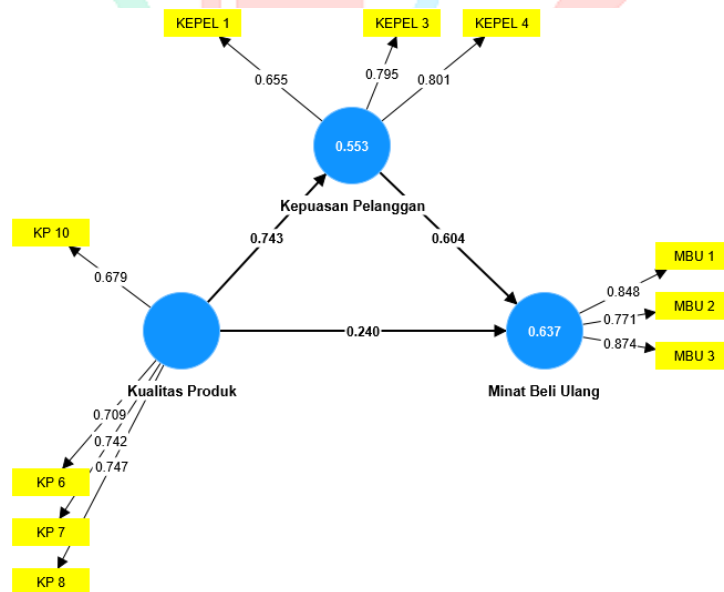 KEPEL 1
KEPEL 3
KEPEL 4
0.655
0.795
0.801
0.553
Kepuasan Pelanggan
KP 10
0.743
0.604
0.679
MBU 1
0.848
MBU 2
0.771
0.240
0.637
0.874
MBU 3
Kualitas Produk
Minat Beli Ulang
0.709
0.742
0.747
KP 6
KP 7
KP 8